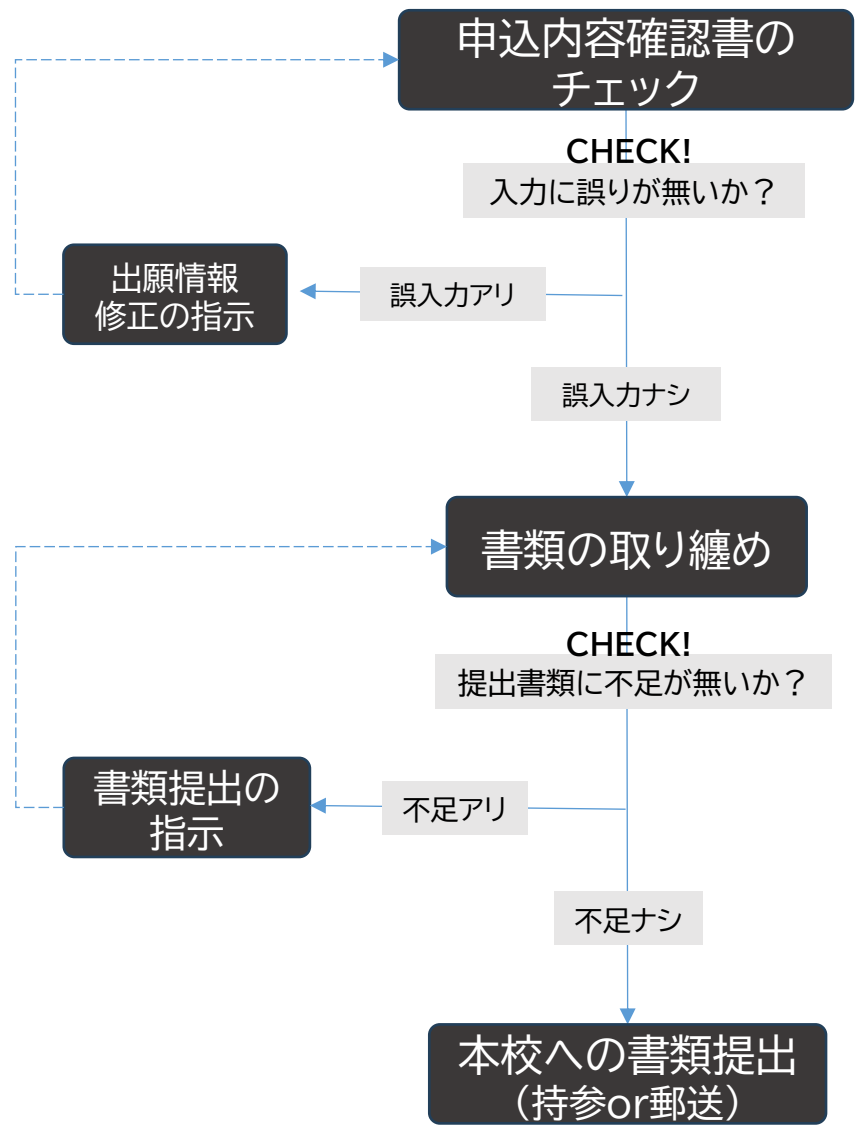 申込内容確認書の
チェック
CHECK!
入力に誤りが無いか？
出願情報
修正の指示
誤入力アリ
誤入力ナシ
書類の取り纏め
CHECK!
提出書類に不足が無いか？
書類提出の
指示
不足アリ
不足ナシ
本校への書類提出
（持参or郵送）